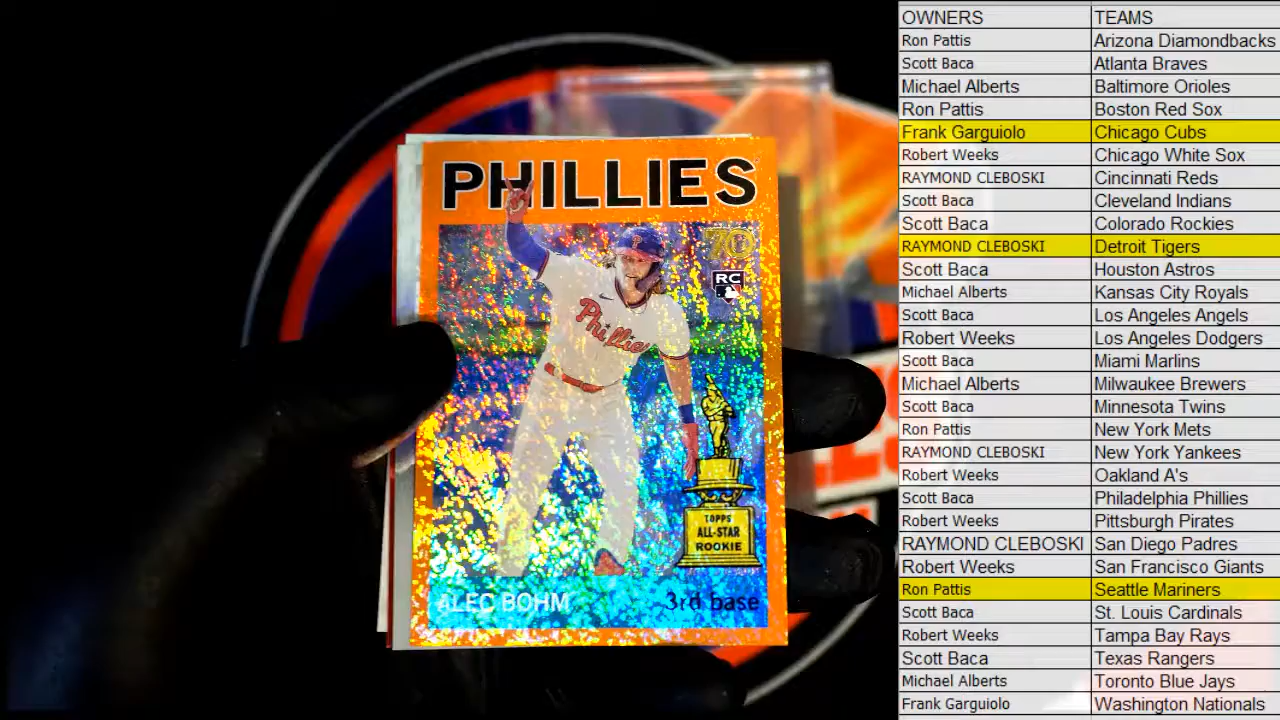 PHILLIES
70
RC
Phillies
TOPPS
ALL-STAR
ROOKIE
ALEC BOHM
3rd base
OWNERS TEAMS
Ron Pattis Arizona Diamondbacks
Scott Baca Atlanta Braves
Michael Alberts Baltimore Orioles
Ron Pattis Boston Red Sox
Frank Garguiolo Chicago Cubs
Robert Weeks Chicago White Sox
RAYMOND CLEBOSKI Cincinnati Reds
Scott Baca Cleveland Indians
Scott Baca Colorado Rockies
RAYMOND CLEBOSKI Detroit Tigers
Scott Baca Houston Astros
Michael Alberts Kansas City Royals
Scott Baca Los Angeles Angels
Robert Weeks Los Angeles Dodgers
Scott Baca Miami Marlins
Michael Alberts Milwaukee Brewers
Scott Baca Minnesota Twins
Ron Pattis New York Mets
RAYMOND CLEBOSKI New York Yankees
Robert Weeks Oakland A's
Scott Baca Philadelphia Phillies
Robert Weeks Pittsburgh Pirates
RAYMOND CLEBOSKI San Diego Padres
Robert Weeks San Francisco Giants
Ron Pattis Seattle Mariners
Scott Baca St. Louis Cardinals
Robert Weeks Tampa Bay Rays
Scott Baca Texas Rangers
Michael Alberts Toronto Blue Jays
Frank Garguiolo Washington Nationals